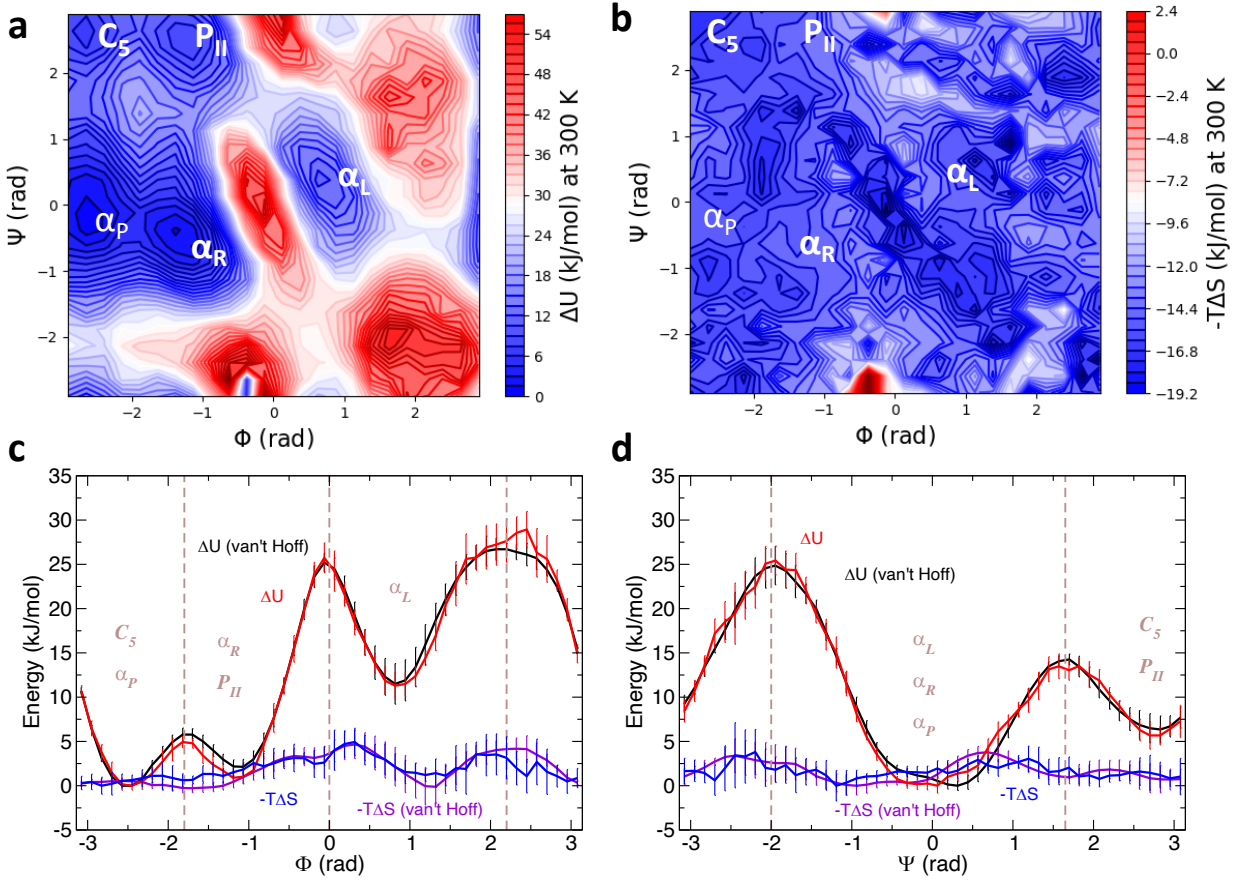 a
C5
PII
αL
αP
αR
2
1
0
−1
−2
Ψ (rad)
−2
−1
0
1
2
Φ (rad)
54
48
42
36
30
24
18
12
6
0
ΔU (kJ/mol) at 300 K
b
C5
PII
αL
αP
αR
2
1
0
−1
−2
Ψ (rad)
−2
−1
0
1
2
Φ (rad)
2.4
0.0
−2.4
−4.8
−7.2
−9.6
−12.0
−14.4
−16.8
−19.2
-TΔS (kJ/mol) at 300 K
c
35
30
25
20
15
10
5
0
-5
Energy (kJ/mol)
ΔU (van't Hoff)
ΔU
αL
C5
αR
αP
PII
-TΔS
-TΔS (van't Hoff)
-3
-2
-1
0
1
2
3
Φ (rad)
d
35
30
25
20
15
10
5
0
-5
Energy (kJ/mol)
ΔU
ΔU (van't Hoff)
αL
C5
αR
PII
αP
-TΔS (van't Hoff)
-TΔS
-3
-2
-1
0
1
2
3
Ψ (rad)